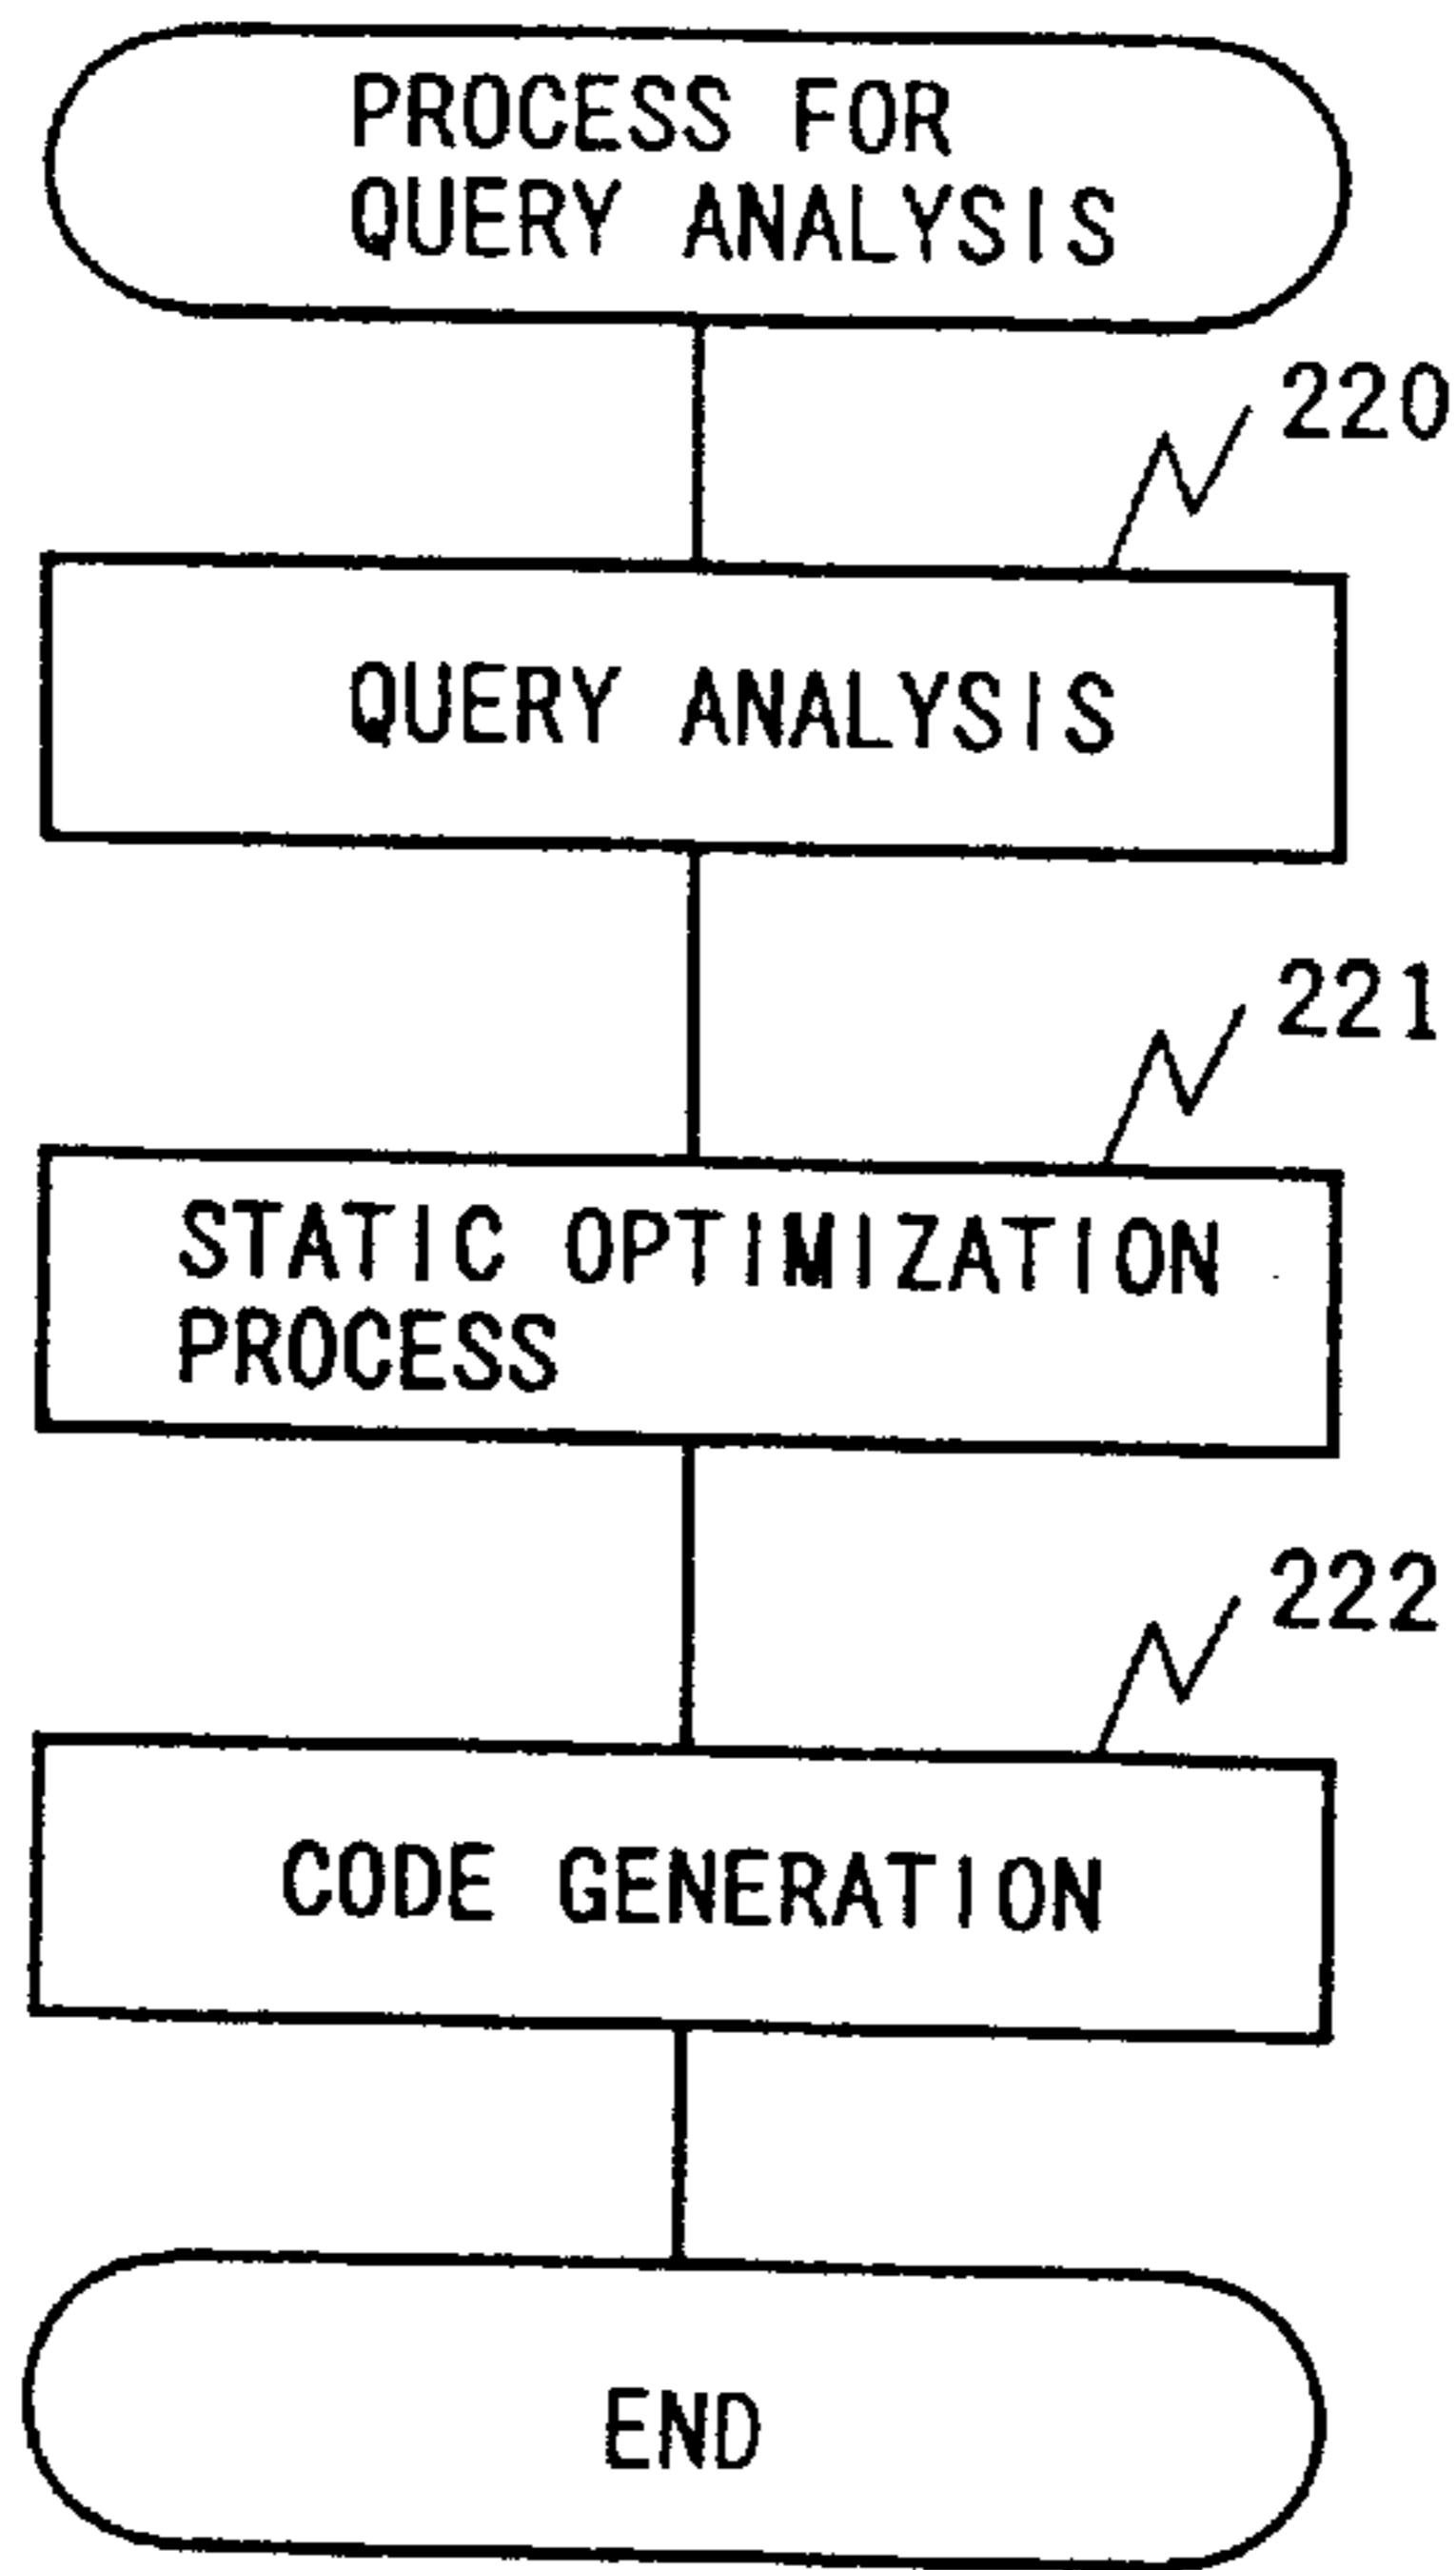 PROCESS FOR
QUERY ANALYSIS
220
QUERY ANALYSIS
221
STATIC OPTIMIZATION
PROCESS
222
CODE GENERATION
END